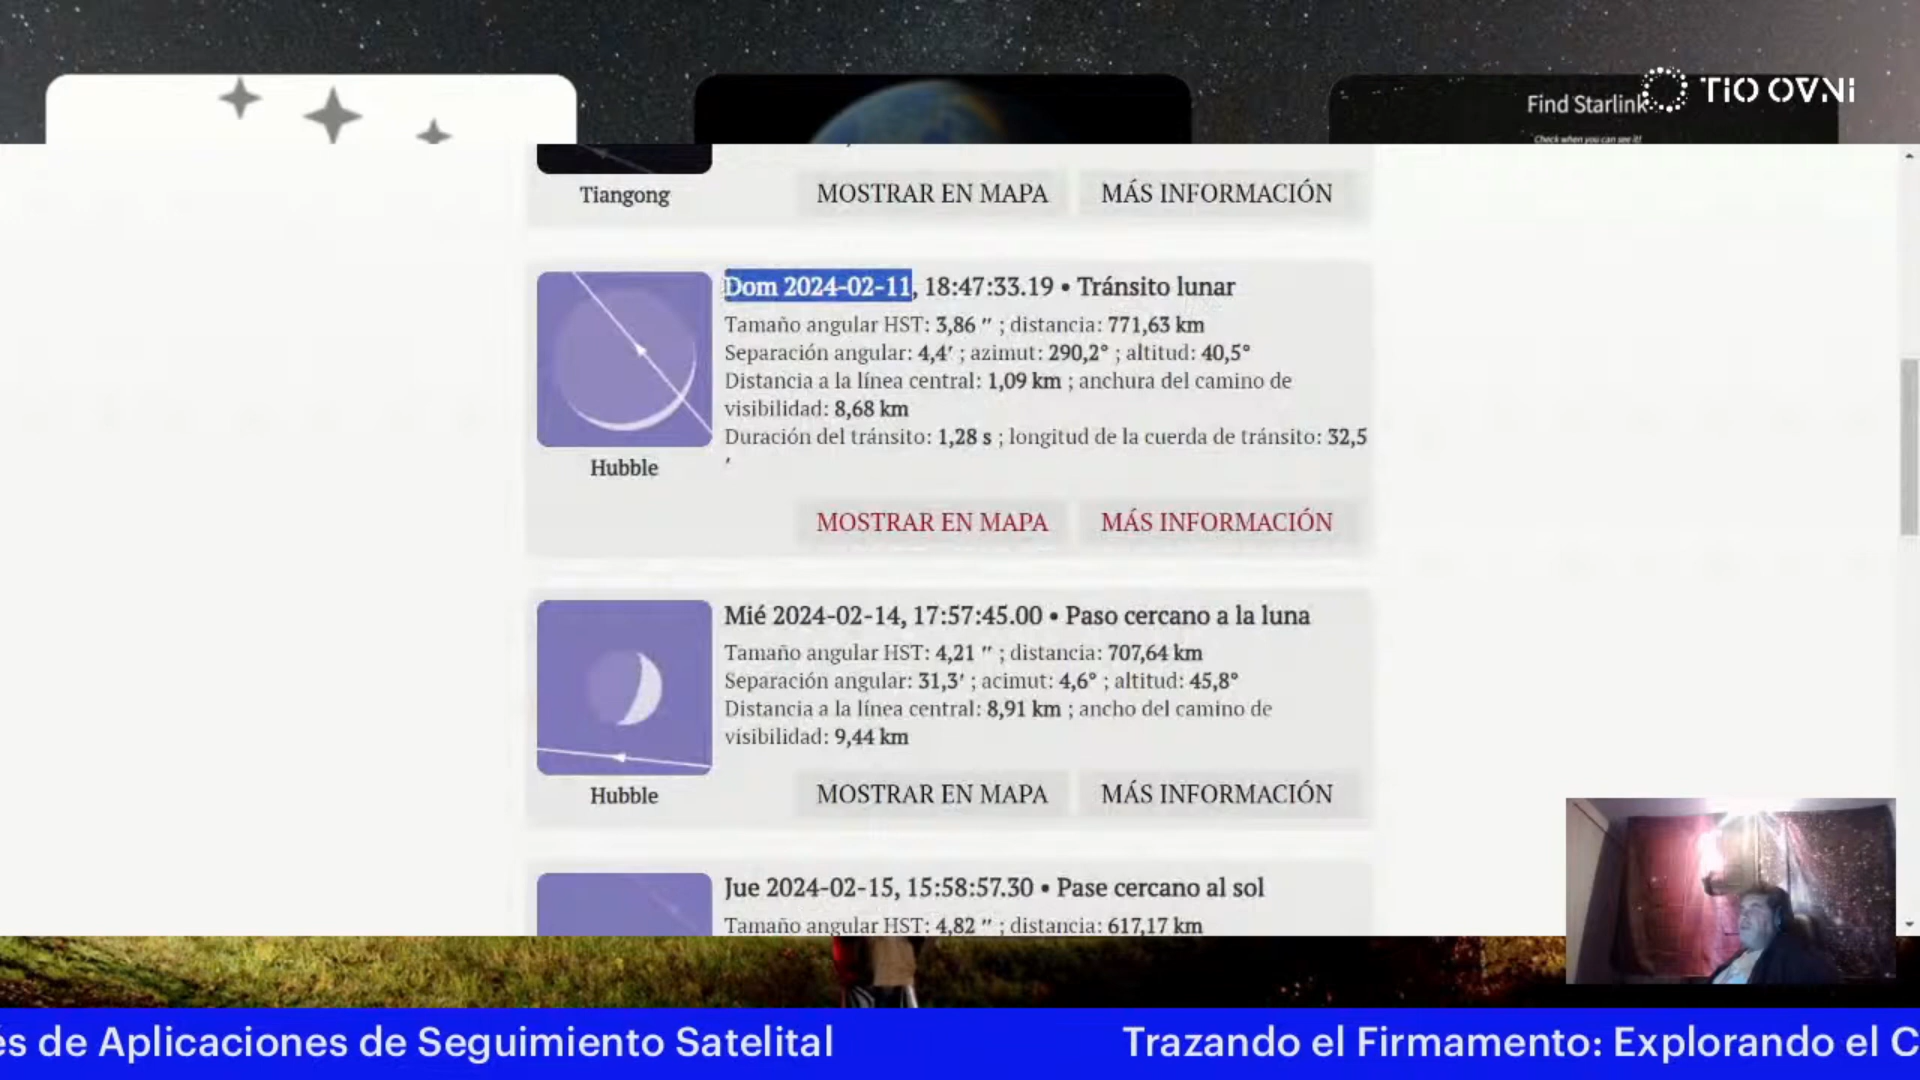 TIO OVNI
Find Starlink
Check when you can see it!
Tiangong
MOSTRAR EN MAPA
MÁS INFORMACIÓN
Dom 2024-02-11, 18:47:33.19 • Tránsito lunar
Tamaño angular HST: 3,86 ″ ; distancia: 771,63 km
Separación angular: 4,4′ ; azimut: 290,2° ; altitud: 40,5°
Distancia a la línea central: 1,09 km ; anchura del camino de
visibilidad: 8,68 km
Duración del tránsito: 1,28 s ; longitud de la cuerda de tránsito: 32,5
′
Hubble
MOSTRAR EN MAPA
MÁS INFORMACIÓN
Mié 2024-02-14, 17:57:45.00 • Paso cercano a la luna
Tamaño angular HST: 4,21 ″ ; distancia: 707,64 km
Separación angular: 31,3′ ; acimut: 4,6° ; altitud: 45,8°
Distancia a la línea central: 8,91 km ; ancho del camino de
visibilidad: 9,44 km
Hubble
MOSTRAR EN MAPA
MÁS INFORMACIÓN
Jue 2024-02-15, 15:58:57.30 • Pase cercano al sol
Tamaño angular HST: 4,82 ″ ; distancia: 617,17 km
és de Aplicaciones de Seguimiento Satelital
Trazando el Firmamento: Explorando el C